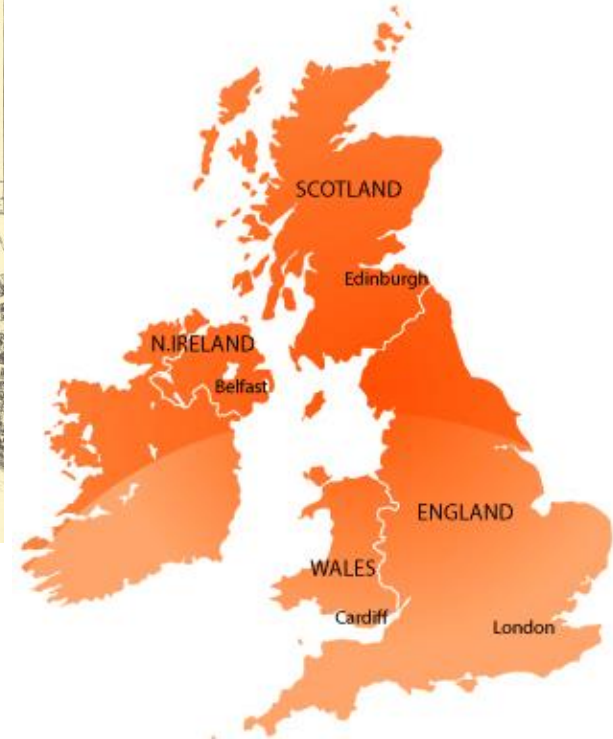 SCOTLAND
Edinburgh
N.IRELAND
Belfast
ENGLAND
WALES
Cardiff
London